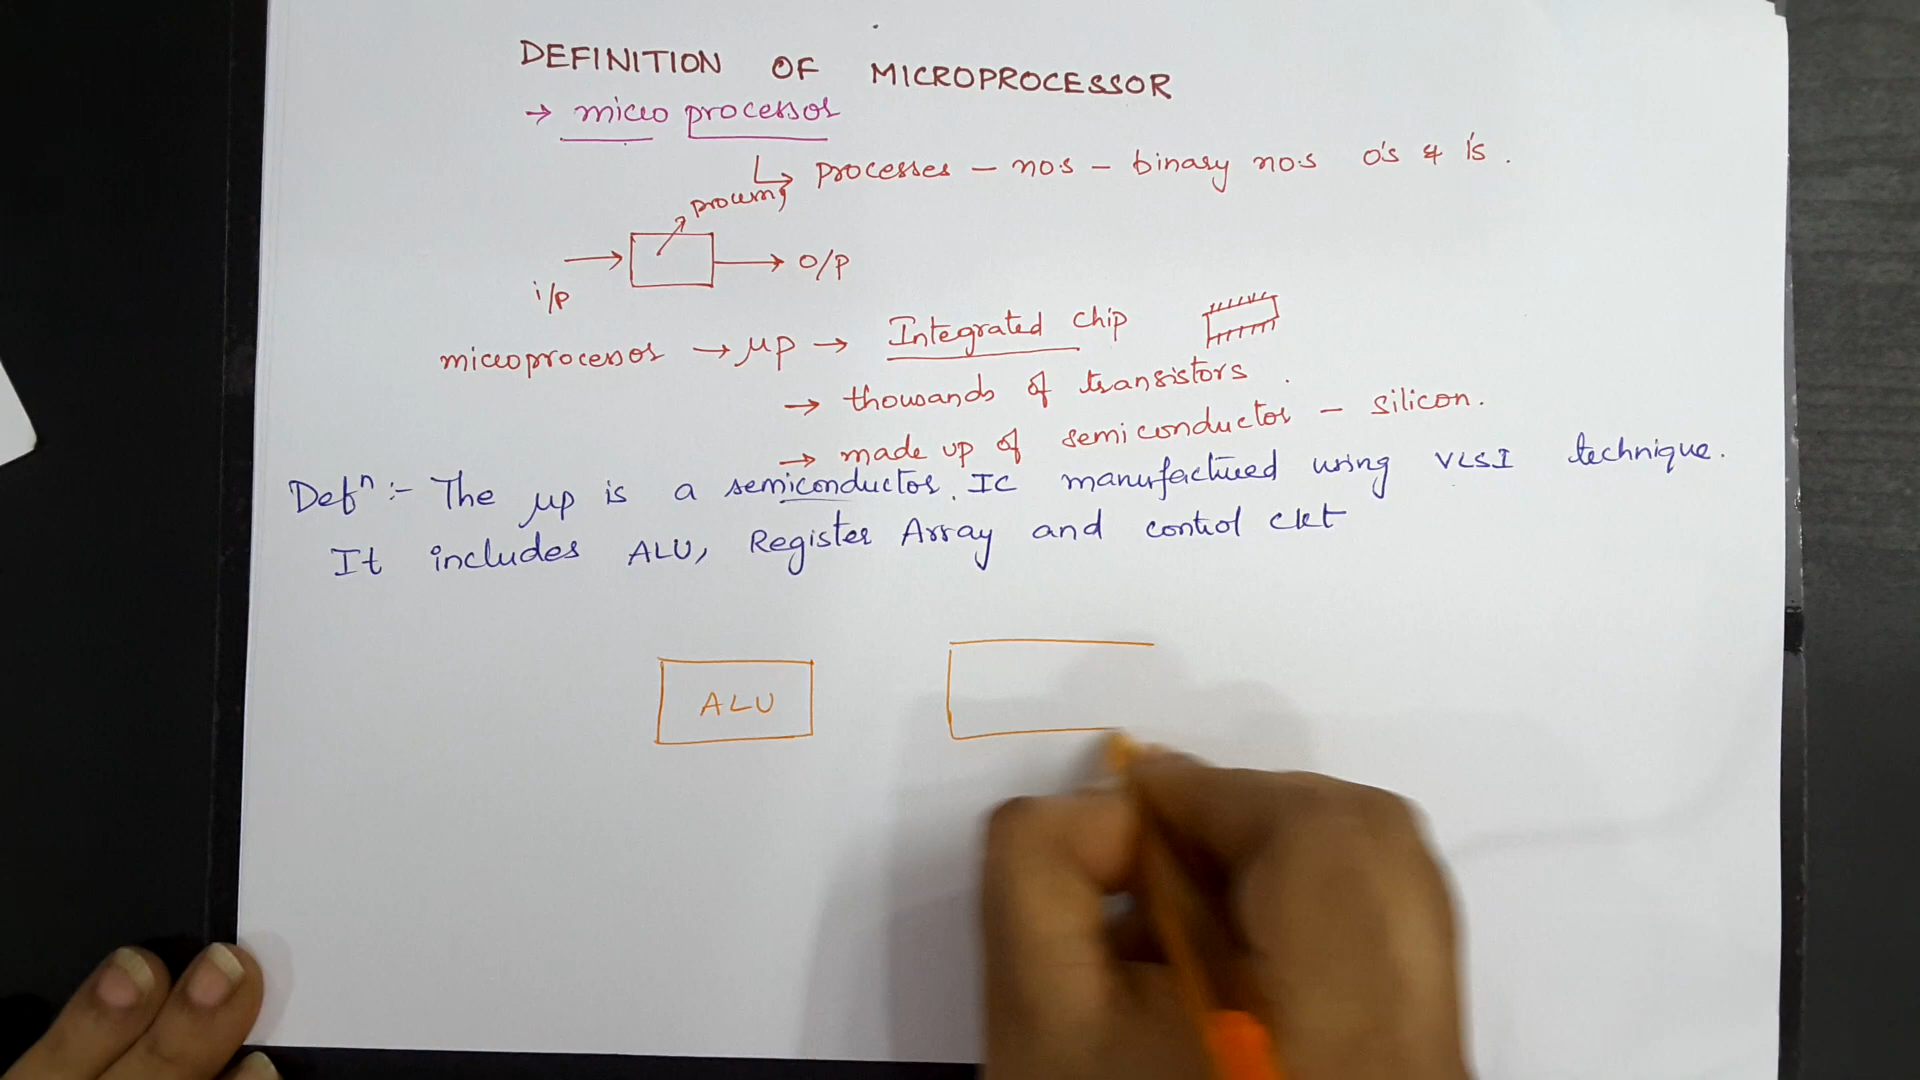 DEFINITION OF MICROPROCESSOR
→ micro processor
processes - nos - binary nos 0's & 1's.
i/p
O/P
microprocessor → μp → Integrated chip
→ thousands of transistors.
→ made up of semiconductor - silicon.
Defⁿ :- The μp is a semiconductor IC manufactured using VLSI technique.
It includes ALU, Register Array and control ckt
ALU